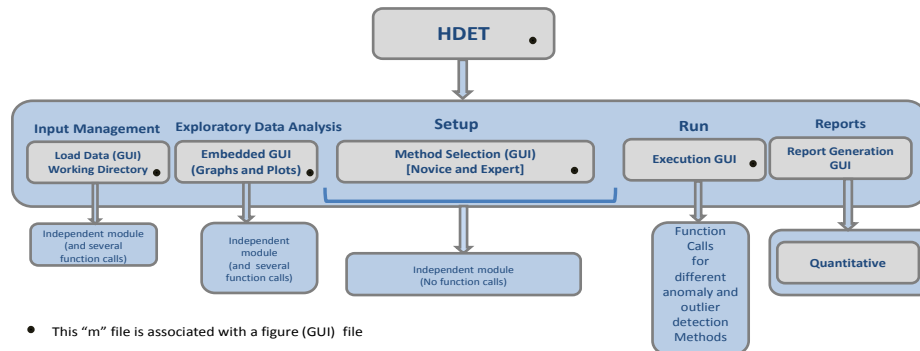 HDET
Input Management
Exploratory Data Analysis
Setup
Run
Reports
Load Data (GUI)
Working Directory
Embedded GUI
(Graphs and Plots)
Method Selection (GUI)
[Novice and Expert]
Execution GUI
Report Generation
GUI
Independent module
(and several
function calls)
Independent
module
(and several
function calls)
Independent module
(No function calls)
Function
Calls
for
different
anomaly and
outlier
detection
Methods
Quantitative
• This “m” file is associated with a figure (GUI) file